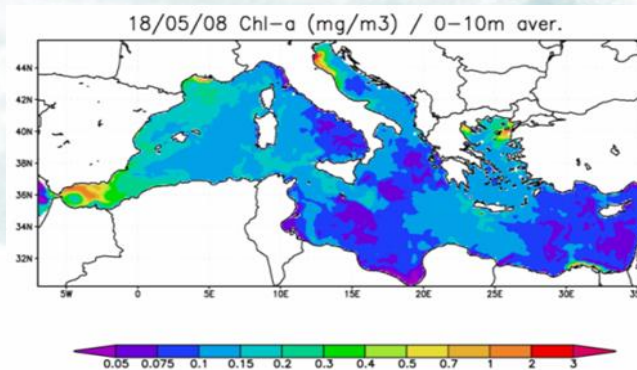 18/05/08 Chl-a (mg/m3) / 0-10m aver.
44N
42N
40N
38N
36N
34N
32N
5W 0 5E 10E 15E 20E 25E 30E
0.05 0.075 0.1 0.15 0.2 0.3 0.4 0.5 0.7 1 2 3